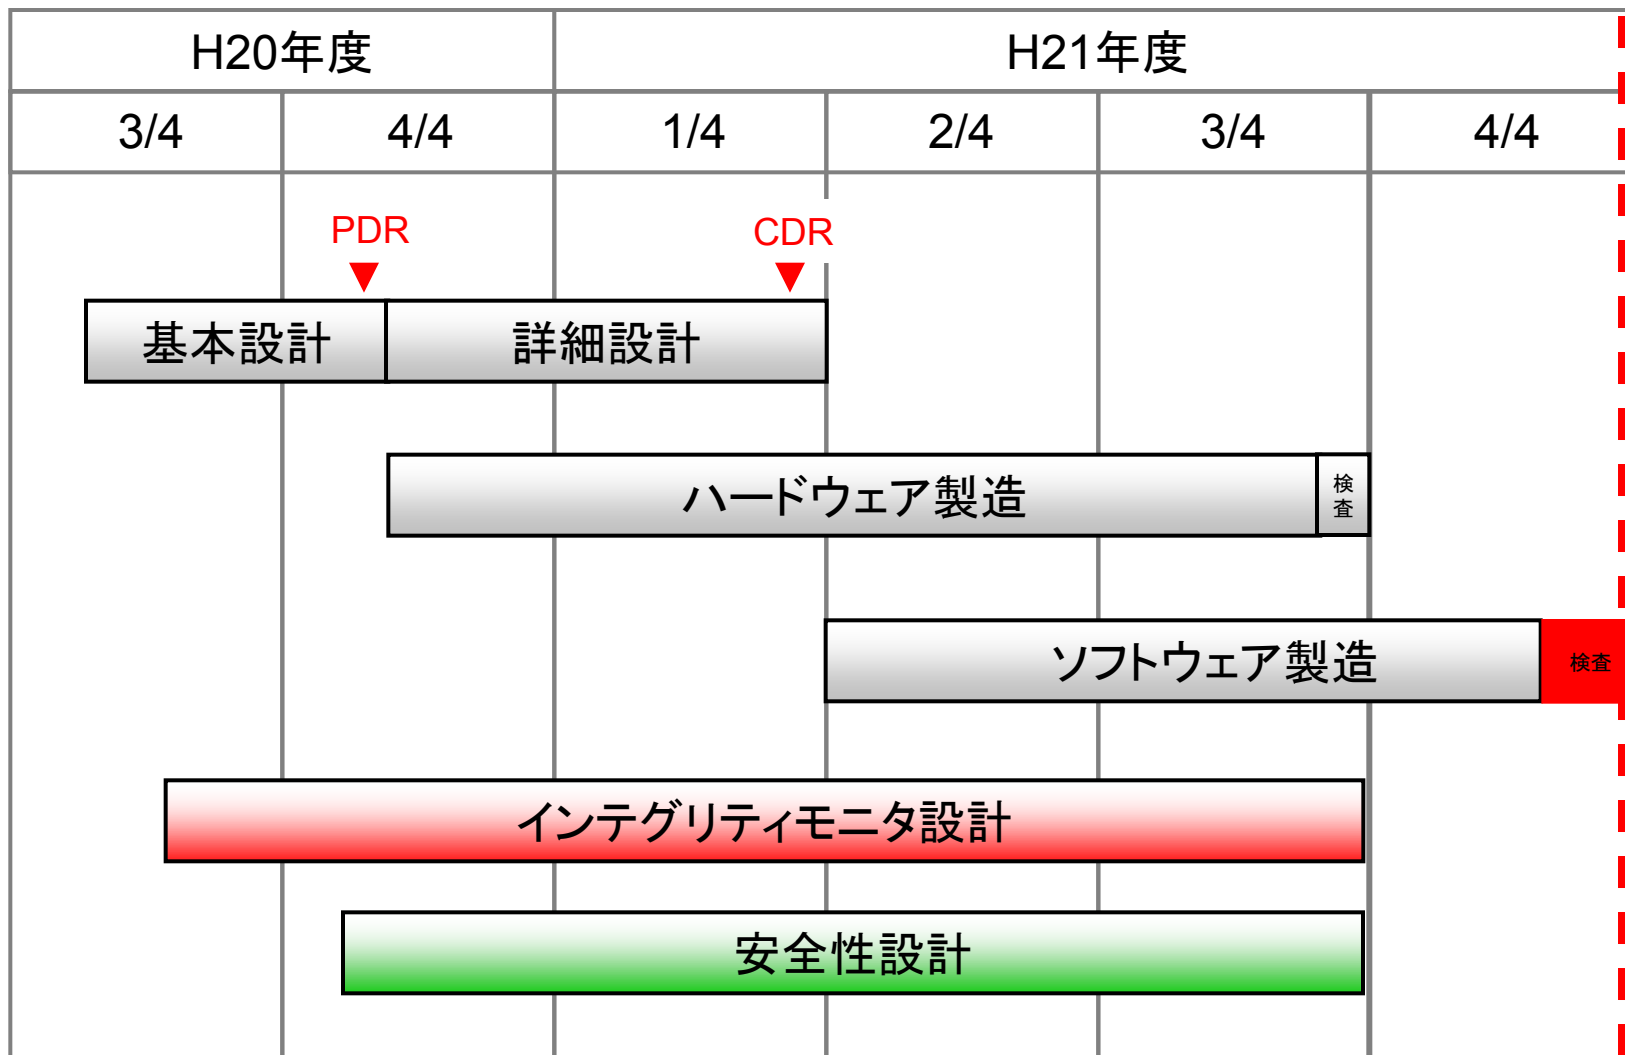 H20年度
H21年度
3/4
4/4
1/4
2/4
3/4
4/4
PDR
CDR
基本設計
詳細設計
ハードウェア製造
検
査
ソフトウェア製造
検査
インテグリティモニタ設計
安全性設計